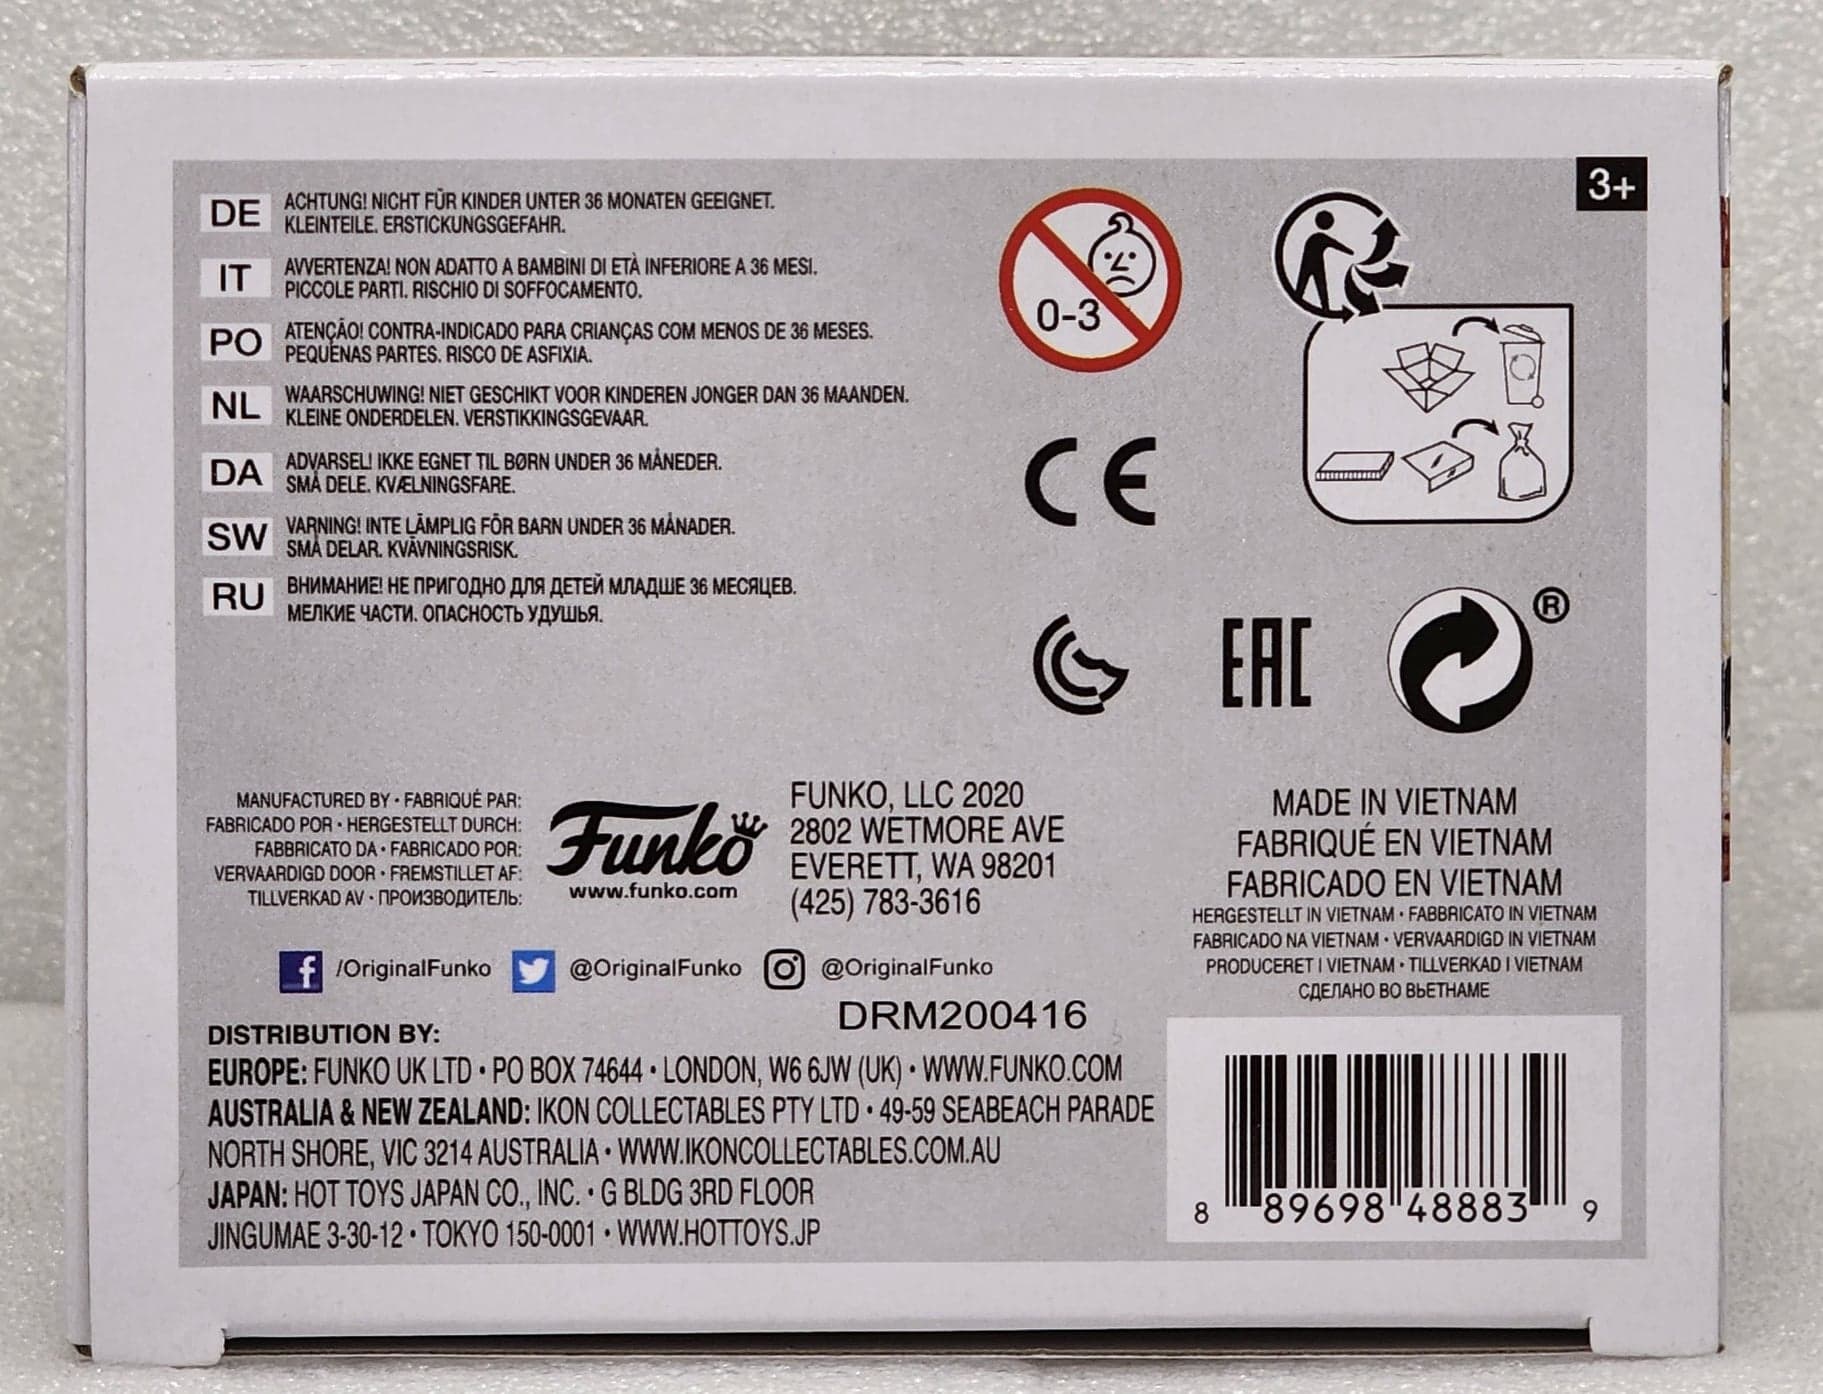 3+
DE
ACHTUNG! NICHT FÜR KINDER UNTER 36 MONATEN GEEIGNET.
KLEINTEILE. ERSTICKUNGSGEFAHR.
IT
AVVERTENZA! NON ADATTO A BAMBINI DI ETÀ INFERIORE A 36 MESI.
PICCOLE PARTI. RISCHIO DI SOFFOCAMENTO.
PO
ATENÇÃO! CONTRA-INDICADO PARA CRIANÇAS COM MENOS DE 36 MESES.
PEQUENAS PARTES. RISCO DE ASFIXIA.
NL
WAARSCHUWING! NIET GESCHIKT VOOR KINDEREN JONGER DAN 36 MAANDEN.
KLEINE ONDERDELEN. VERSTIKKINGSGEVAAR.
DA
ADVARSEL! IKKE EGNET TIL BØRN UNDER 36 MÅNEDER.
SMÅ DELE. KVÆLNINGSFARE.
SW
VARNING! INTE LÄMPLIG FÖR BARN UNDER 36 MÅNADER.
SMÅ DELAR. KVÄVNINGSRISK.
RU
ВНИМАНИЕ! НЕ ПРИГОДНО ДЛЯ ДЕТЕЙ МЛАДШЕ 36 МЕСЯЦЕВ.
МЕЛКИЕ ЧАСТИ. ОПАСНОСТЬ УДУШЬЯ.
0-3
CE
EAC
®
MANUFACTURED BY • FABRIQUÉ PAR:
FABRICADO POR • HERGESTELLT DURCH:
FABBRICATO DA • FABRICADO POR:
VERVAARDIGD DOOR • FREMSTILLET AF:
TILLVERKAD AV • ПРОИЗВОДИТЕЛЬ:
Funko
www.funko.com
FUNKO, LLC 2020
2802 WETMORE AVE
EVERETT, WA 98201
(425) 783-3616
MADE IN VIETNAM
FABRIQUÉ EN VIETNAM
FABRICADO EN VIETNAM
HERGESTELLT IN VIETNAM • FABBRICATO IN VIETNAM
FABRICADO NA VIETNAM • VERVAARDIGD IN VIETNAM
PRODUCERET I VIETNAM • TILLVERKAD I VIETNAM
СДЕЛАНО ВО ВЬЕТНАМЕ
f /OriginalFunko @OriginalFunko @OriginalFunko
DRM200416
DISTRIBUTION BY:
EUROPE: FUNKO UK LTD • PO BOX 74644 • LONDON, W6 6JW (UK) • WWW.FUNKO.COM
AUSTRALIA & NEW ZEALAND: IKON COLLECTABLES PTY LTD • 49-59 SEABEACH PARADE
NORTH SHORE, VIC 3214 AUSTRALIA • WWW.IKONCOLLECTABLES.COM.AU
JAPAN: HOT TOYS JAPAN CO., INC. • G BLDG 3RD FLOOR
JINGUMAE 3-30-12 • TOKYO 150-0001 • WWW.HOTTOYS.JP
8 89698 48883 9